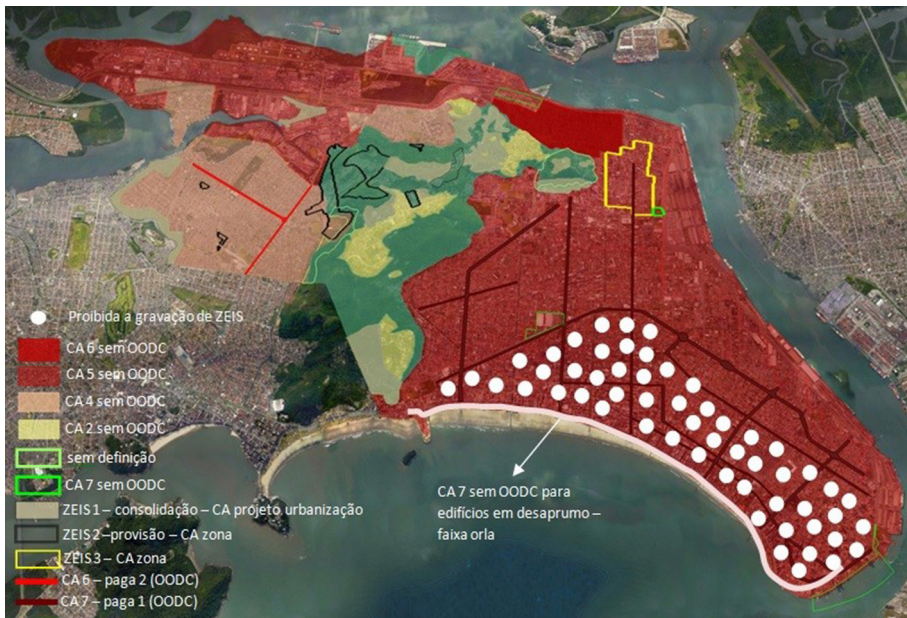 Proibida a gravação de ZEIS
CA 6 sem OODC
CA 5 sem OODC
CA 4 sem OODC
CA 2 sem OODC
sem definição
CA 7 sem OODC
ZEIS 1 – consolidação – CA projeto urbanização
ZEIS 2 –provisão – CA zona
ZEIS 3 – CA zona
CA 6 – paga 2 (OODC)
CA 7 – paga 1 (OODC)
CA 7 sem OODC para
edifícios em desaprumo –
faixa orla